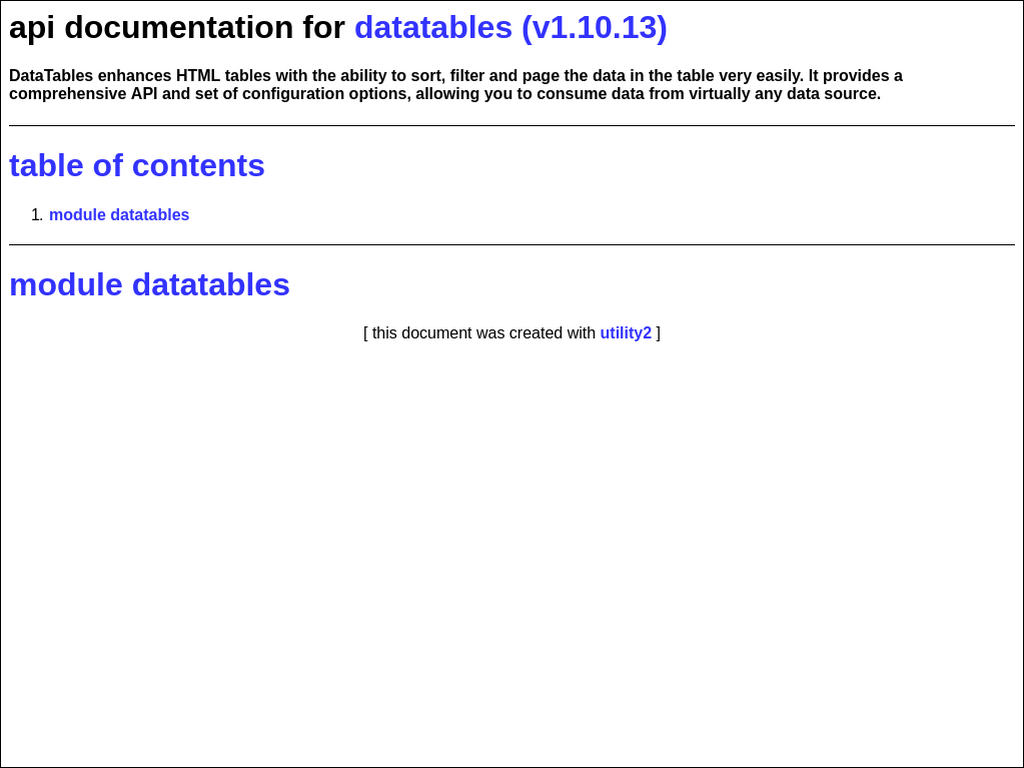 api documentation for datatables (v1.10.13)
DataTables enhances HTML tables with the ability to sort, filter and page the data in the table very easily. It provides a
comprehensive API and set of configuration options, allowing you to consume data from virtually any data source.
table of contents
1. module datatables
module datatables
[ this document was created with utility2 ]